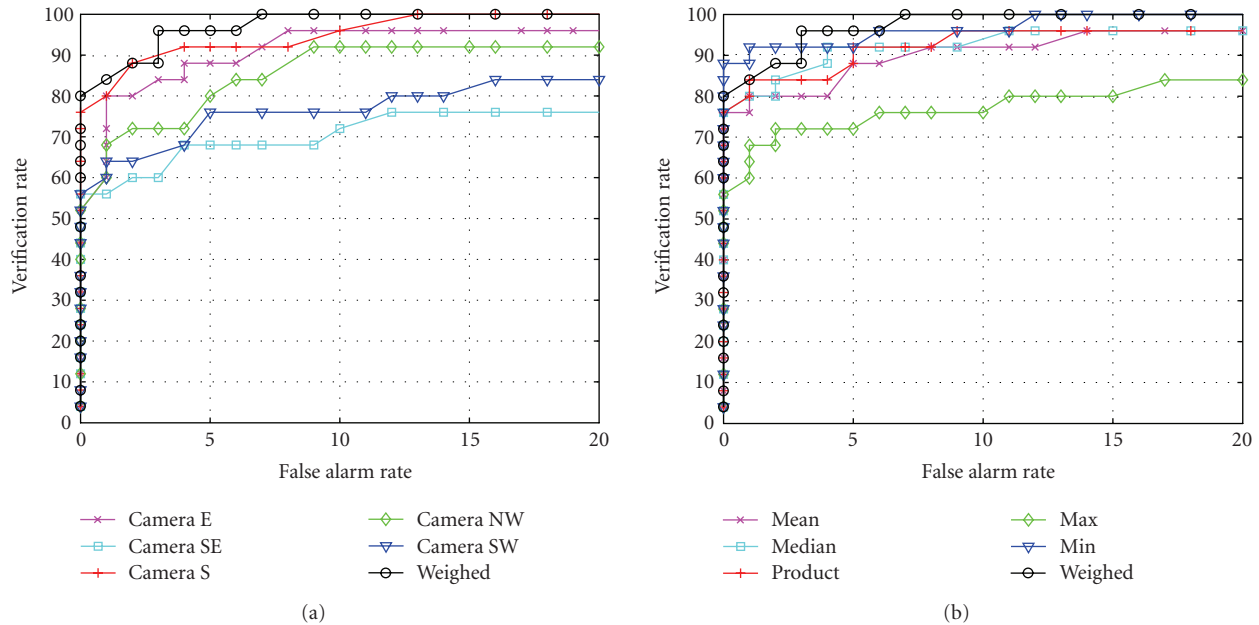 100
90
80
70
60
50
40
30
20
10
0
Verification rate
0 5 10 15 20
False alarm rate
Camera E
Camera SE
Camera S
Camera NW
Camera SW
Weighed
(a)
100
90
80
70
60
50
40
30
20
10
0
Verification rate
0 5 10 15 20
False alarm rate
Mean
Median
Product
Max
Min
Weighed
(b)